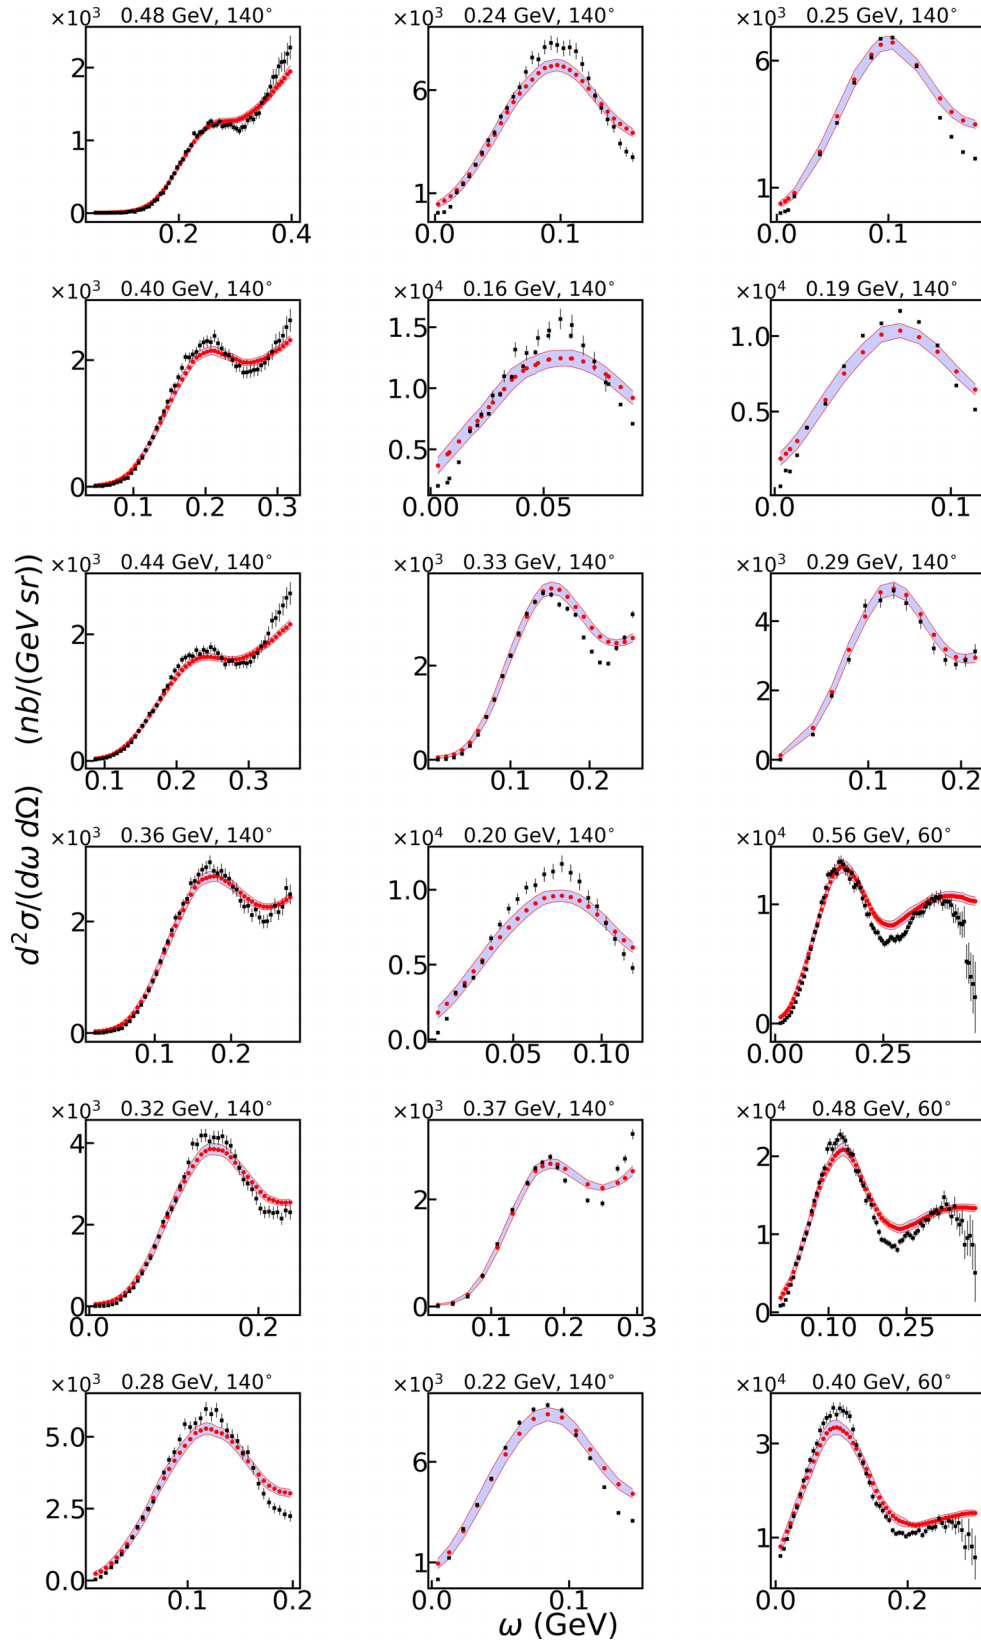 ×10³ 0.48 GeV, 140°
2
1
0
0.2 0.4
×10³ 0.24 GeV, 140°
6
1
0.0 0.1
×10³ 0.25 GeV, 140°
6
1
0.0 0.1
×10³ 0.40 GeV, 140°
2
0
0.1 0.2 0.3
×10⁴ 0.16 GeV, 140°
1.5
1.0
0.5
0.00 0.05
×10⁴ 0.19 GeV, 140°
1.0
0.5
0.0 0.1
×10³ 0.44 GeV, 140°
2
0
0.1 0.2 0.3
×10³ 0.33 GeV, 140°
2
0
0.1 0.2
×10³ 0.29 GeV, 140°
4
2
0
0.1 0.2
d²σ/(dω dΩ) (nb/(GeV sr))
×10³ 0.36 GeV, 140°
2
0
0.1 0.2
×10⁴ 0.20 GeV, 140°
1.0
0.5
0.0
0.05 0.10
×10⁴ 0.56 GeV, 60°
1
0
0.00 0.25
×10³ 0.32 GeV, 140°
4
2
0
0.0 0.2
×10³ 0.37 GeV, 140°
2
0
0.1 0.2 0.3
×10⁴ 0.48 GeV, 60°
2
1
0
0.10 0.25
×10³ 0.28 GeV, 140°
5.0
2.5
0.0
0.0 0.1 0.2
×10³ 0.22 GeV, 140°
6
1
0.0 0.1
×10⁴ 0.40 GeV, 60°
3
1
0.0 0.2
ω (GeV)